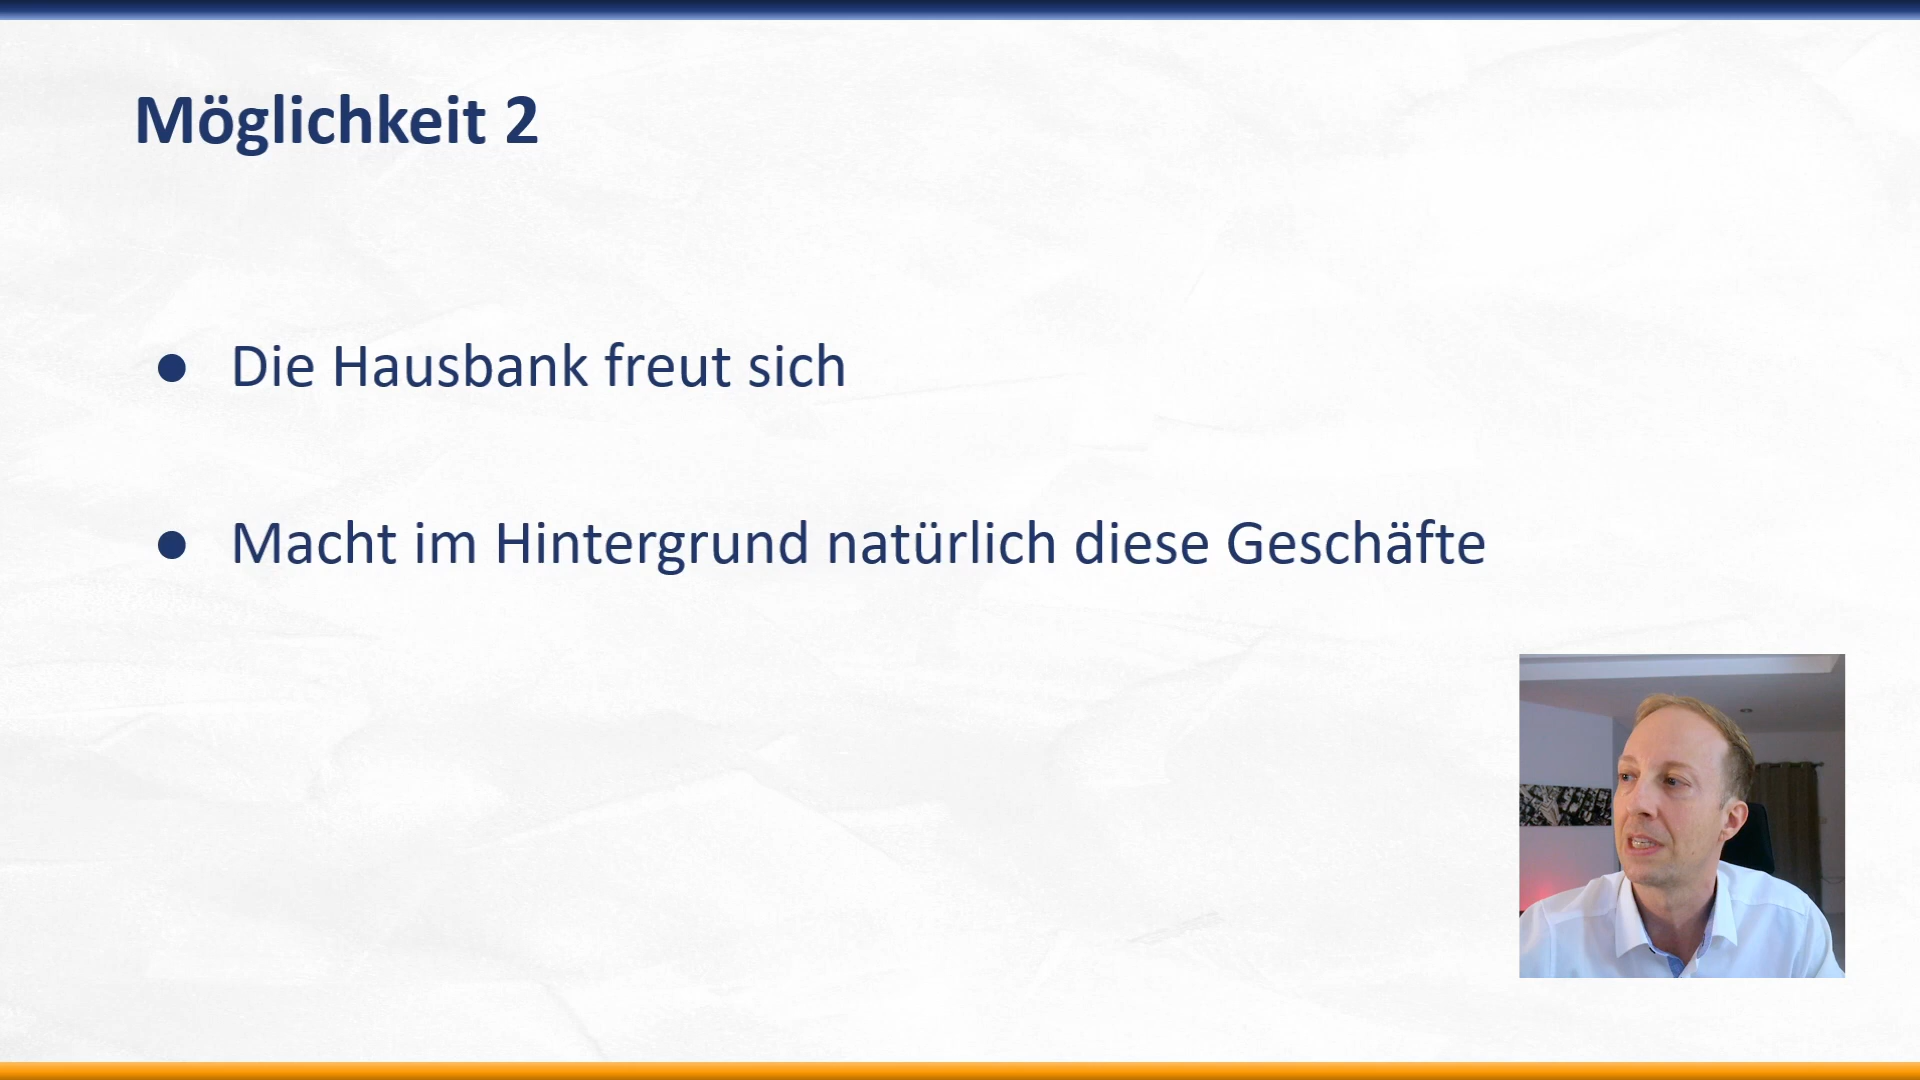 Möglichkeit 2
● Die Hausbank freut sich
● Macht im Hintergrund natürlich diese Geschäfte